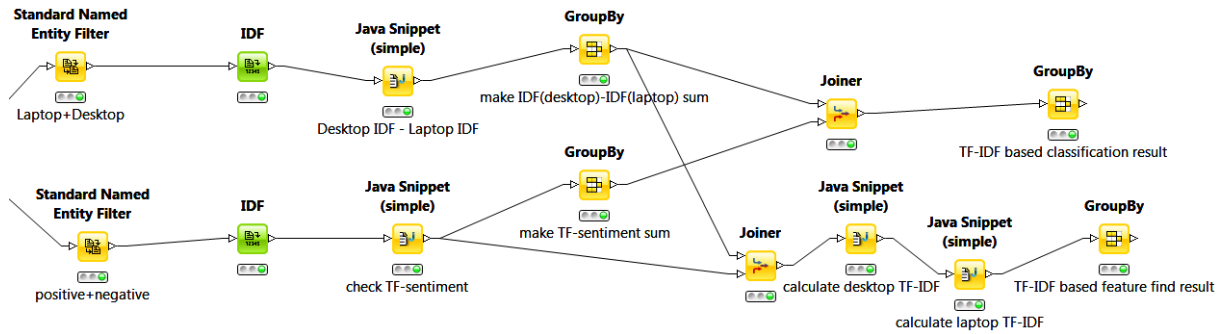 Standard Named
Entity Filter
Laptop+Desktop
IDF
Java Snippet
(simple)
Desktop IDF - Laptop IDF
GroupBy
make IDF(desktop)-IDF(laptop) sum
Joiner
GroupBy
TF-IDF based classification result
Standard Named
Entity Filter
positive+negative
IDF
Java Snippet
(simple)
check TF-sentiment
GroupBy
make TF-sentiment sum
Joiner
Java Snippet
(simple)
calculate desktop TF-IDF
Java Snippet
(simple)
calculate laptop TF-IDF
GroupBy
TF-IDF based feature find result